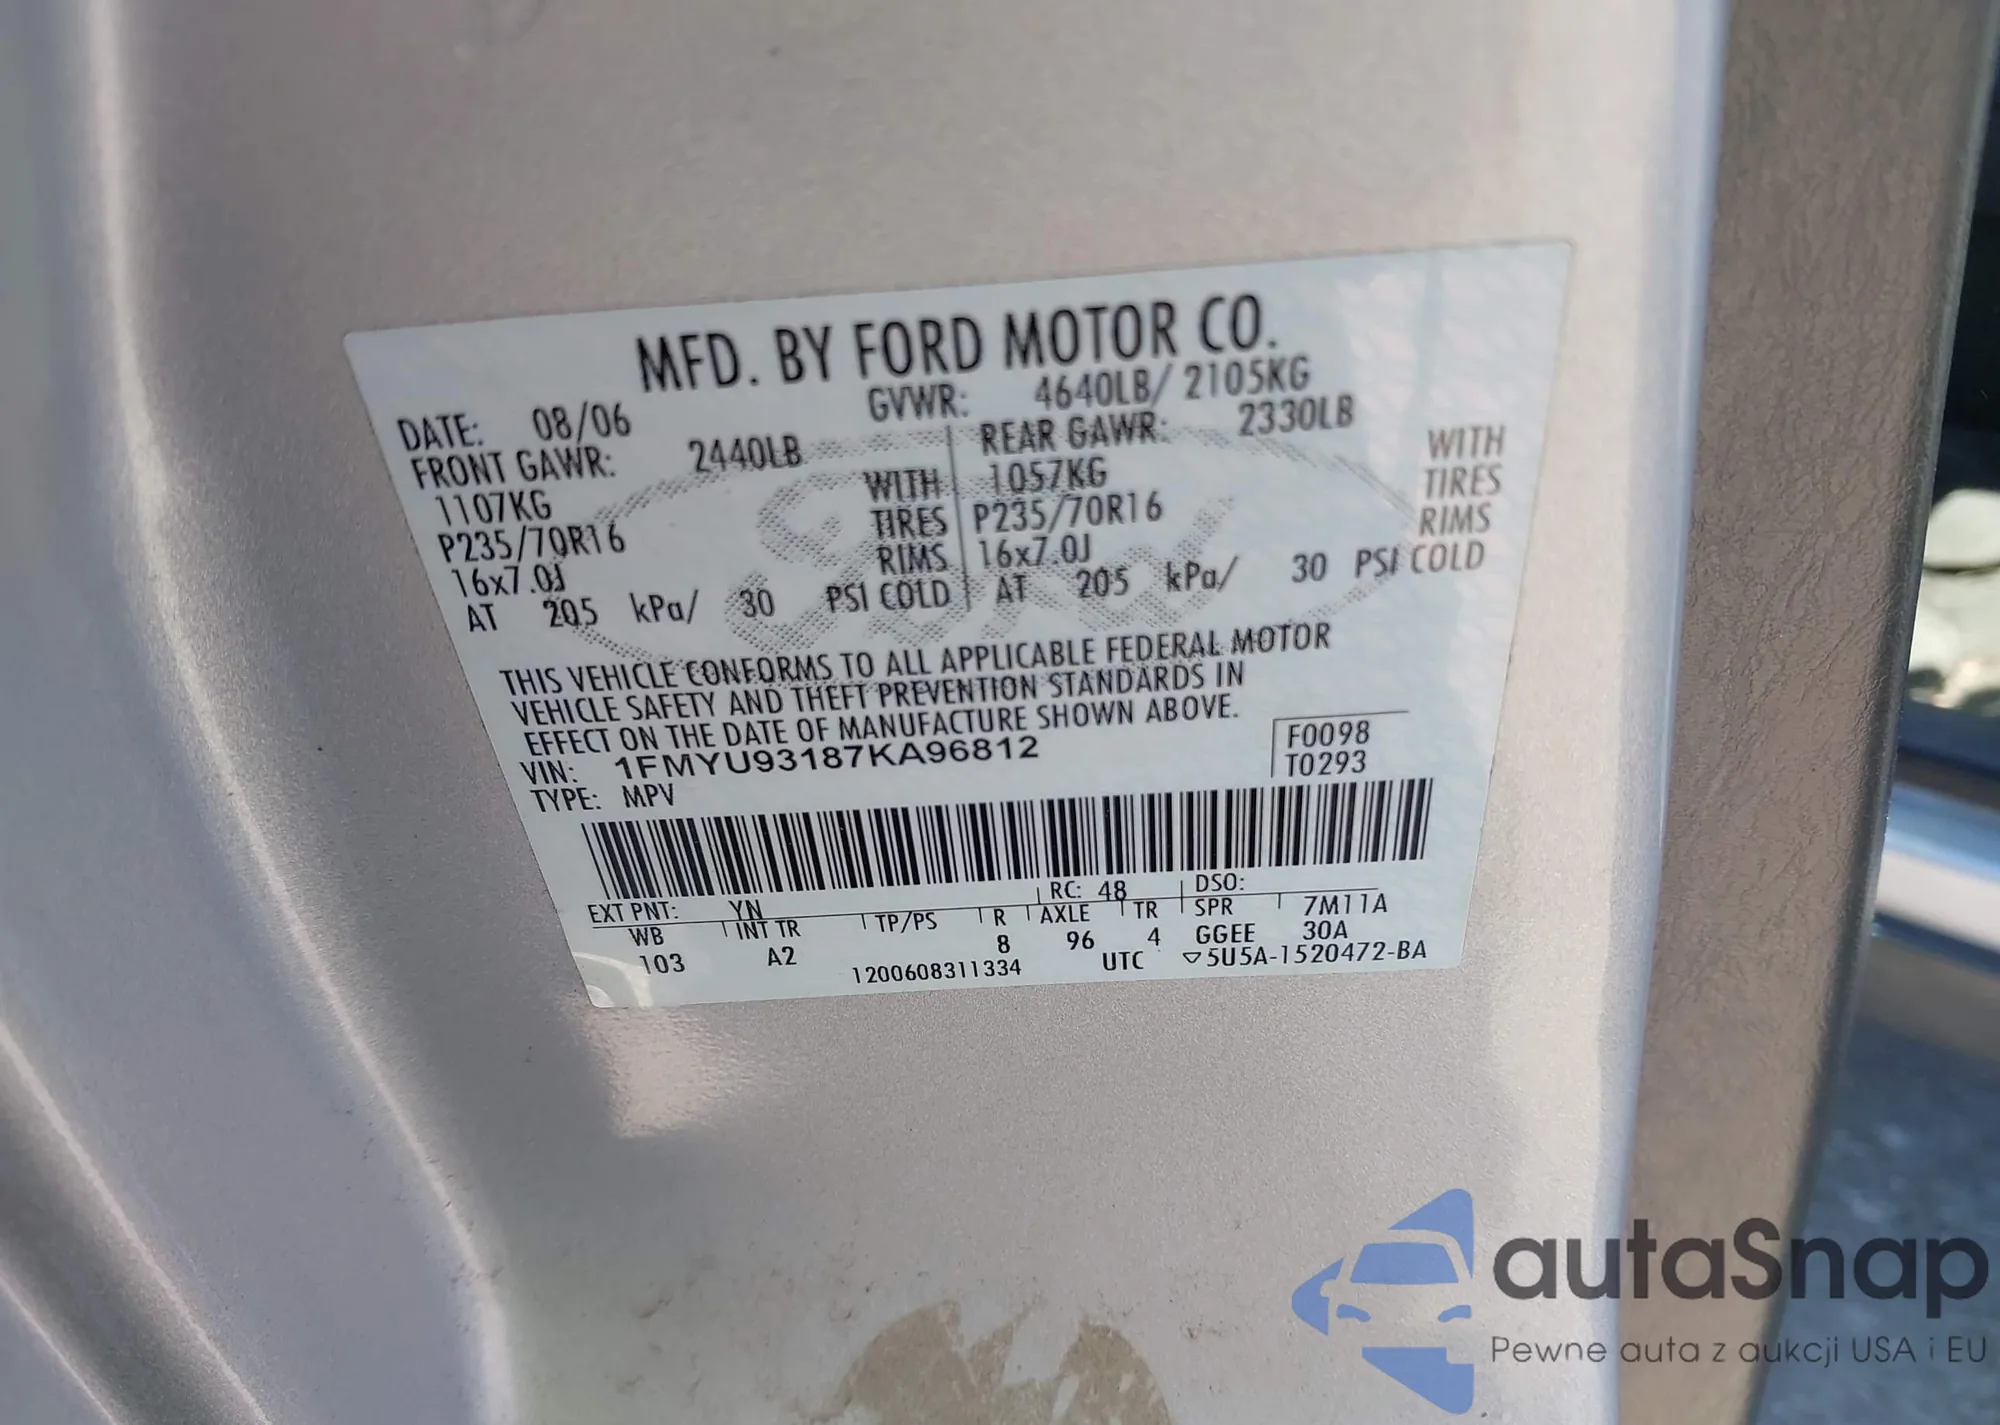 MFD. BY FORD MOTOR CO.
DATE: 08/06 GVWR: 4640LB/ 2105KG
FRONT GAWR: 2440LB REAR GAWR: 2330LB
1107KG WITH 1057KG WITH
P235/70R16 TIRES P235/70R16 TIRES
16x7.0J RIMS 16x7.0J RIMS
AT 205 kPa/ 30 PSI COLD AT 205 kPa/ 30 PSI COLD
THIS VEHICLE CONFORMS TO ALL APPLICABLE FEDERAL MOTOR
VEHICLE SAFETY AND THEFT PREVENTION STANDARDS IN
EFFECT ON THE DATE OF MANUFACTURE SHOWN ABOVE.
VIN: 1FMYU93187KA96812 F0098
TYPE: MPV T0293
EXT PNT: YN RC: 48 DSO:
WB INT TR TP/PS R AXLE TR SPR 7M11A
103 A2 8 96 4 GGEE 30A
1200608311334 UTC ▽5U5A-1520472-BA
autaSnap
Pewne auta z aukcji USA i EU